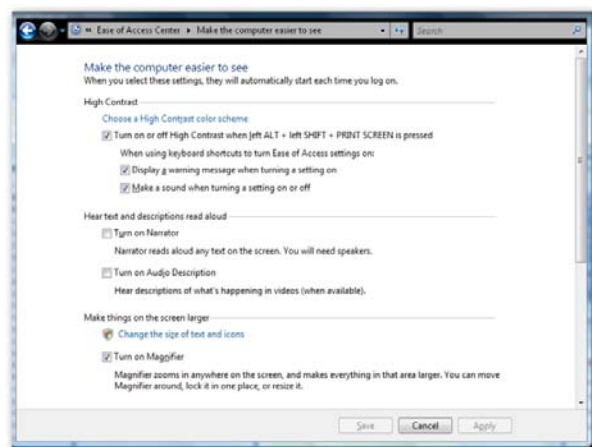 Ease of Access Center Make the computer easier to see Search
Make the computer easier to see
When you select these settings, they will automatically start each time you log on.
High Contrast
Choose a High Contrast color scheme
Turn on or off High Contrast when left ALT + left SHIFT + PRINT SCREEN is pressed
When using keyboard shortcuts to turn Ease of Access settings on:
Display a warning message when turning a setting on
Make a sound when turning a setting on or off
Hear text and descriptions read aloud
Turn on Narrator
Narrator reads aloud any text on the screen. You will need speakers.
Turn on Audio Description
Hear descriptions of what's happening in videos (when available).
Make things on the screen larger
Change the size of text and icons
Turn on Magnifier
Magnifier zooms in anywhere on the screen, and makes everything in that area larger. You can move
Magnifier around, lock it in one place, or resize it.
Save Cancel Apply